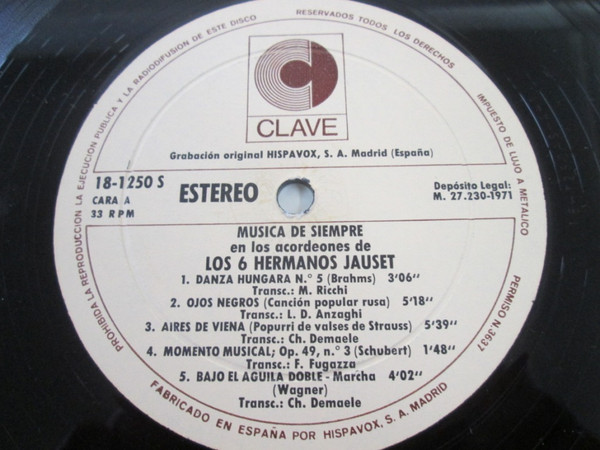 PROHIBIDA LA REPRODUCCION LA EJECUCION PUBLICA Y LA RADIODIFUSION DE ESTE DISCO
RESERVADOS TODOS LOS DERECHOS
IMPUESTO DE LUJO A METALICO
PERMISO N.3637
CLAVE
Grabación original HISPAVOX, S. A. Madrid (España)
18-1250 S
ESTEREO
Depósito Legal:
CARA A
M. 27.230-1971
33 RPM
MUSICA DE SIEMPRE
en los acordeones de
LOS 6 HERMANOS JAUSET
1. DANZA HUNGARA N.° 5 (Brahms) 3'06''
Transc.: M. Ricchi
2. OJOS NEGROS (Canción popular rusa) 5'18''
Transc.: L. D. Anzaghi
3. AIRES DE VIENA (Popurri de valses de Strauss) 5'39''
Transc.: Ch. Demaele
4. MOMENTO MUSICAL; Op. 49, n.° 3 (Schubert) 1'48''
Transc.: F. Fugazza
5. BAJO EL AGUILA DOBLE - Marcha 4'02''
(Wagner)
Transc.: Ch. Demaele
FABRICADO EN ESPAÑA POR HISPAVOX, S. A. MADRID